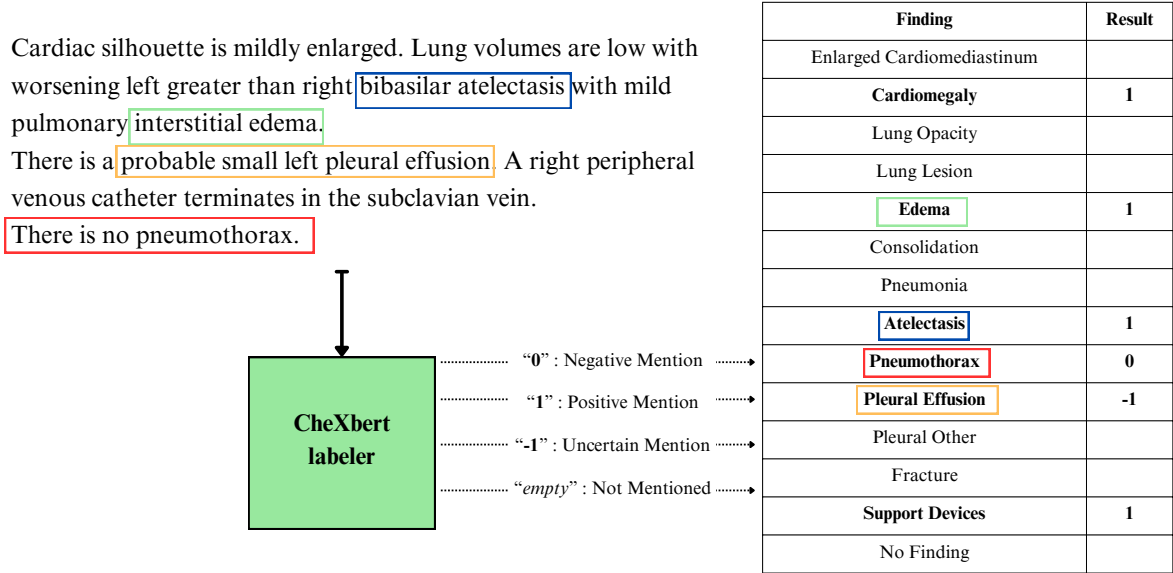 Cardiac silhouette is mildly enlarged. Lung volumes are low with
worsening left greater than right bibasilar atelectasis with mild
pulmonary interstitial edema.
There is a probable small left pleural effusion. A right peripheral
venous catheter terminates in the subclavian vein.
There is no pneumothorax.
CheXbert
labeler
“0” : Negative Mention
“1” : Positive Mention
“-1” : Uncertain Mention
“empty” : Not Mentioned
Finding Result
Enlarged Cardiomediastinum
Cardiomegaly 1
Lung Opacity
Lung Lesion
Edema 1
Consolidation
Pneumonia
Atelectasis 1
Pneumothorax 0
Pleural Effusion -1
Pleural Other
Fracture
Support Devices 1
No Finding